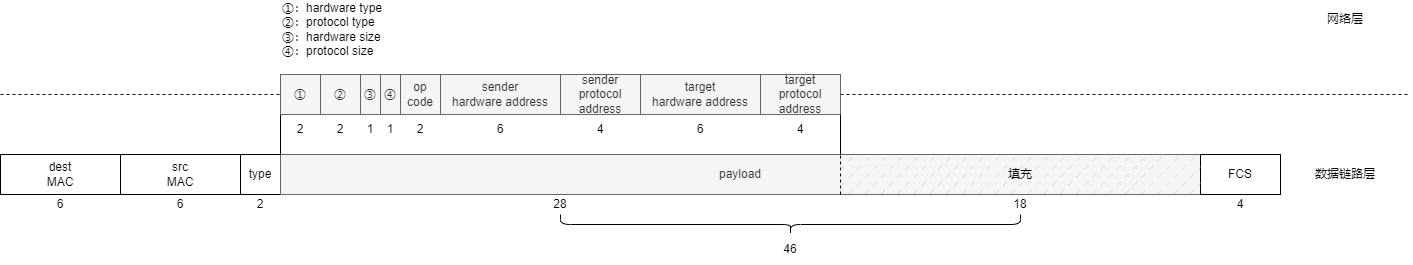 ①：hardware type
②：protocol type
③：hardware size
④：protocol size
网络层
①
②
③
④
op
code
sender
hardware address
sender
protocol
address
target
hardware address
target
protocol
address
2
2
1
1
2
6
4
6
4
dest
MAC
src
MAC
type
payload
填充
FCS
数据链路层
6
6
2
28
18
4
46